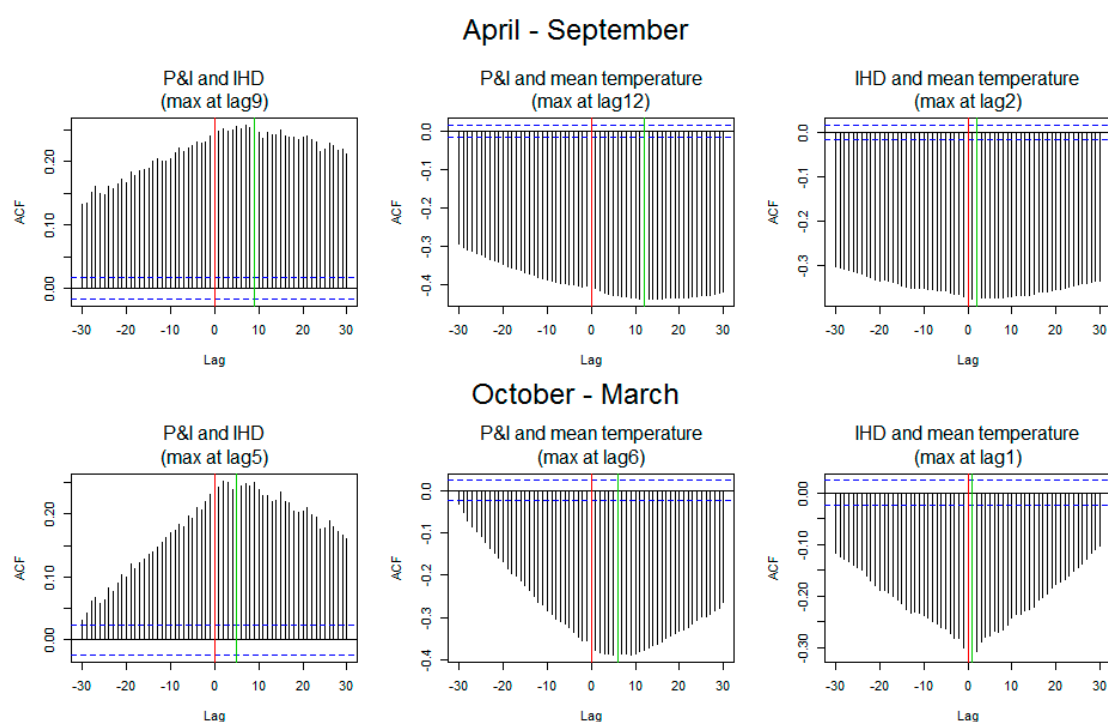 April - September
P&I and IHD
(max at lag9)
ACF
0.00 0.10 0.20
-30 -20 -10 0 10 20 30
Lag
P&I and mean temperature
(max at lag12)
ACF
-0.4 -0.3 -0.2 -0.1 0.0
-30 -20 -10 0 10 20 30
Lag
IHD and mean temperature
(max at lag2)
ACF
-0.3 -0.2 -0.1 0.0
-30 -20 -10 0 10 20 30
Lag
October - March
P&I and IHD
(max at lag5)
ACF
0.00 0.10 0.20
-30 -20 -10 0 10 20 30
Lag
P&I and mean temperature
(max at lag6)
ACF
-0.4 -0.3 -0.2 -0.1 0.0
-30 -20 -10 0 10 20 30
Lag
IHD and mean temperature
(max at lag1)
ACF
-0.30 -0.20 -0.10 0.00
-30 -20 -10 0 10 20 30
Lag